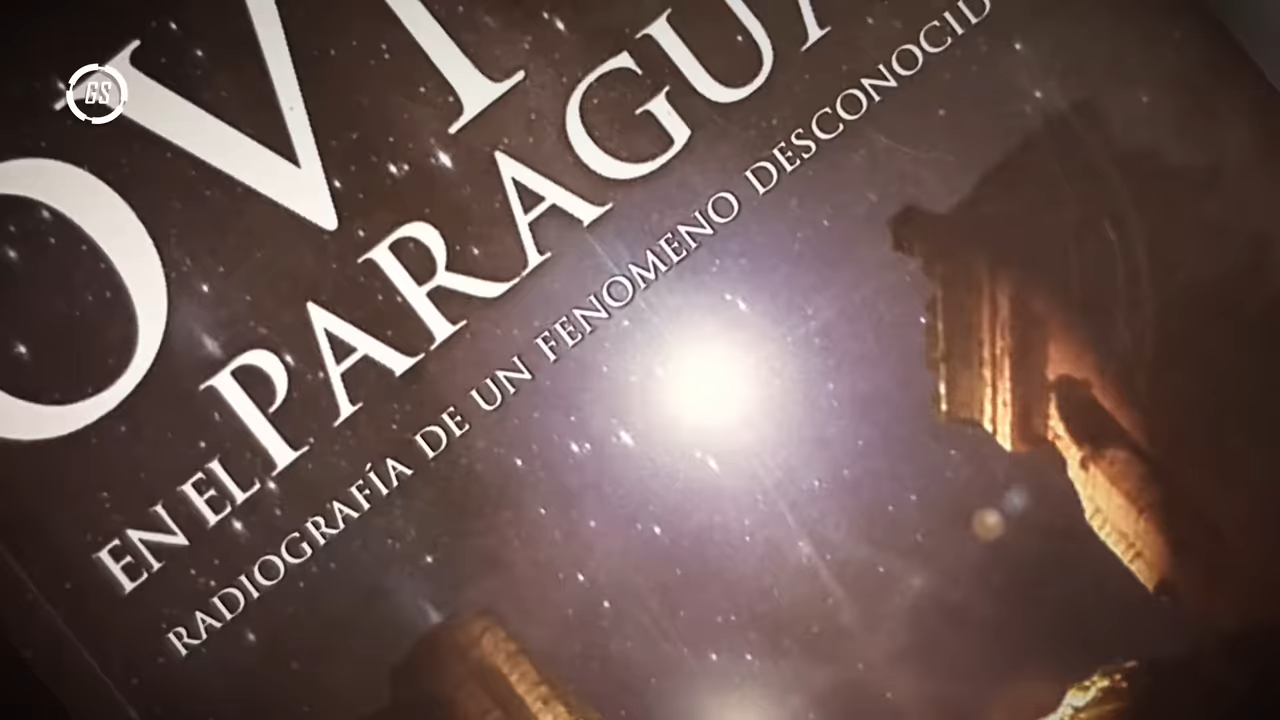 GS
OVI
EN EL PARAGUA
RADIOGRAFÍA DE UN FENOMENO DESCONOCID